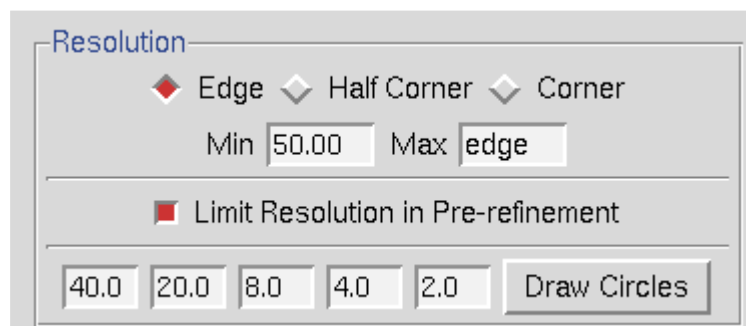 Resolution
Edge Half Corner Corner
Min 50.00 Max edge
Limit Resolution in Pre-refinement
40.0 20.0 8.0 4.0 2.0 Draw Circles